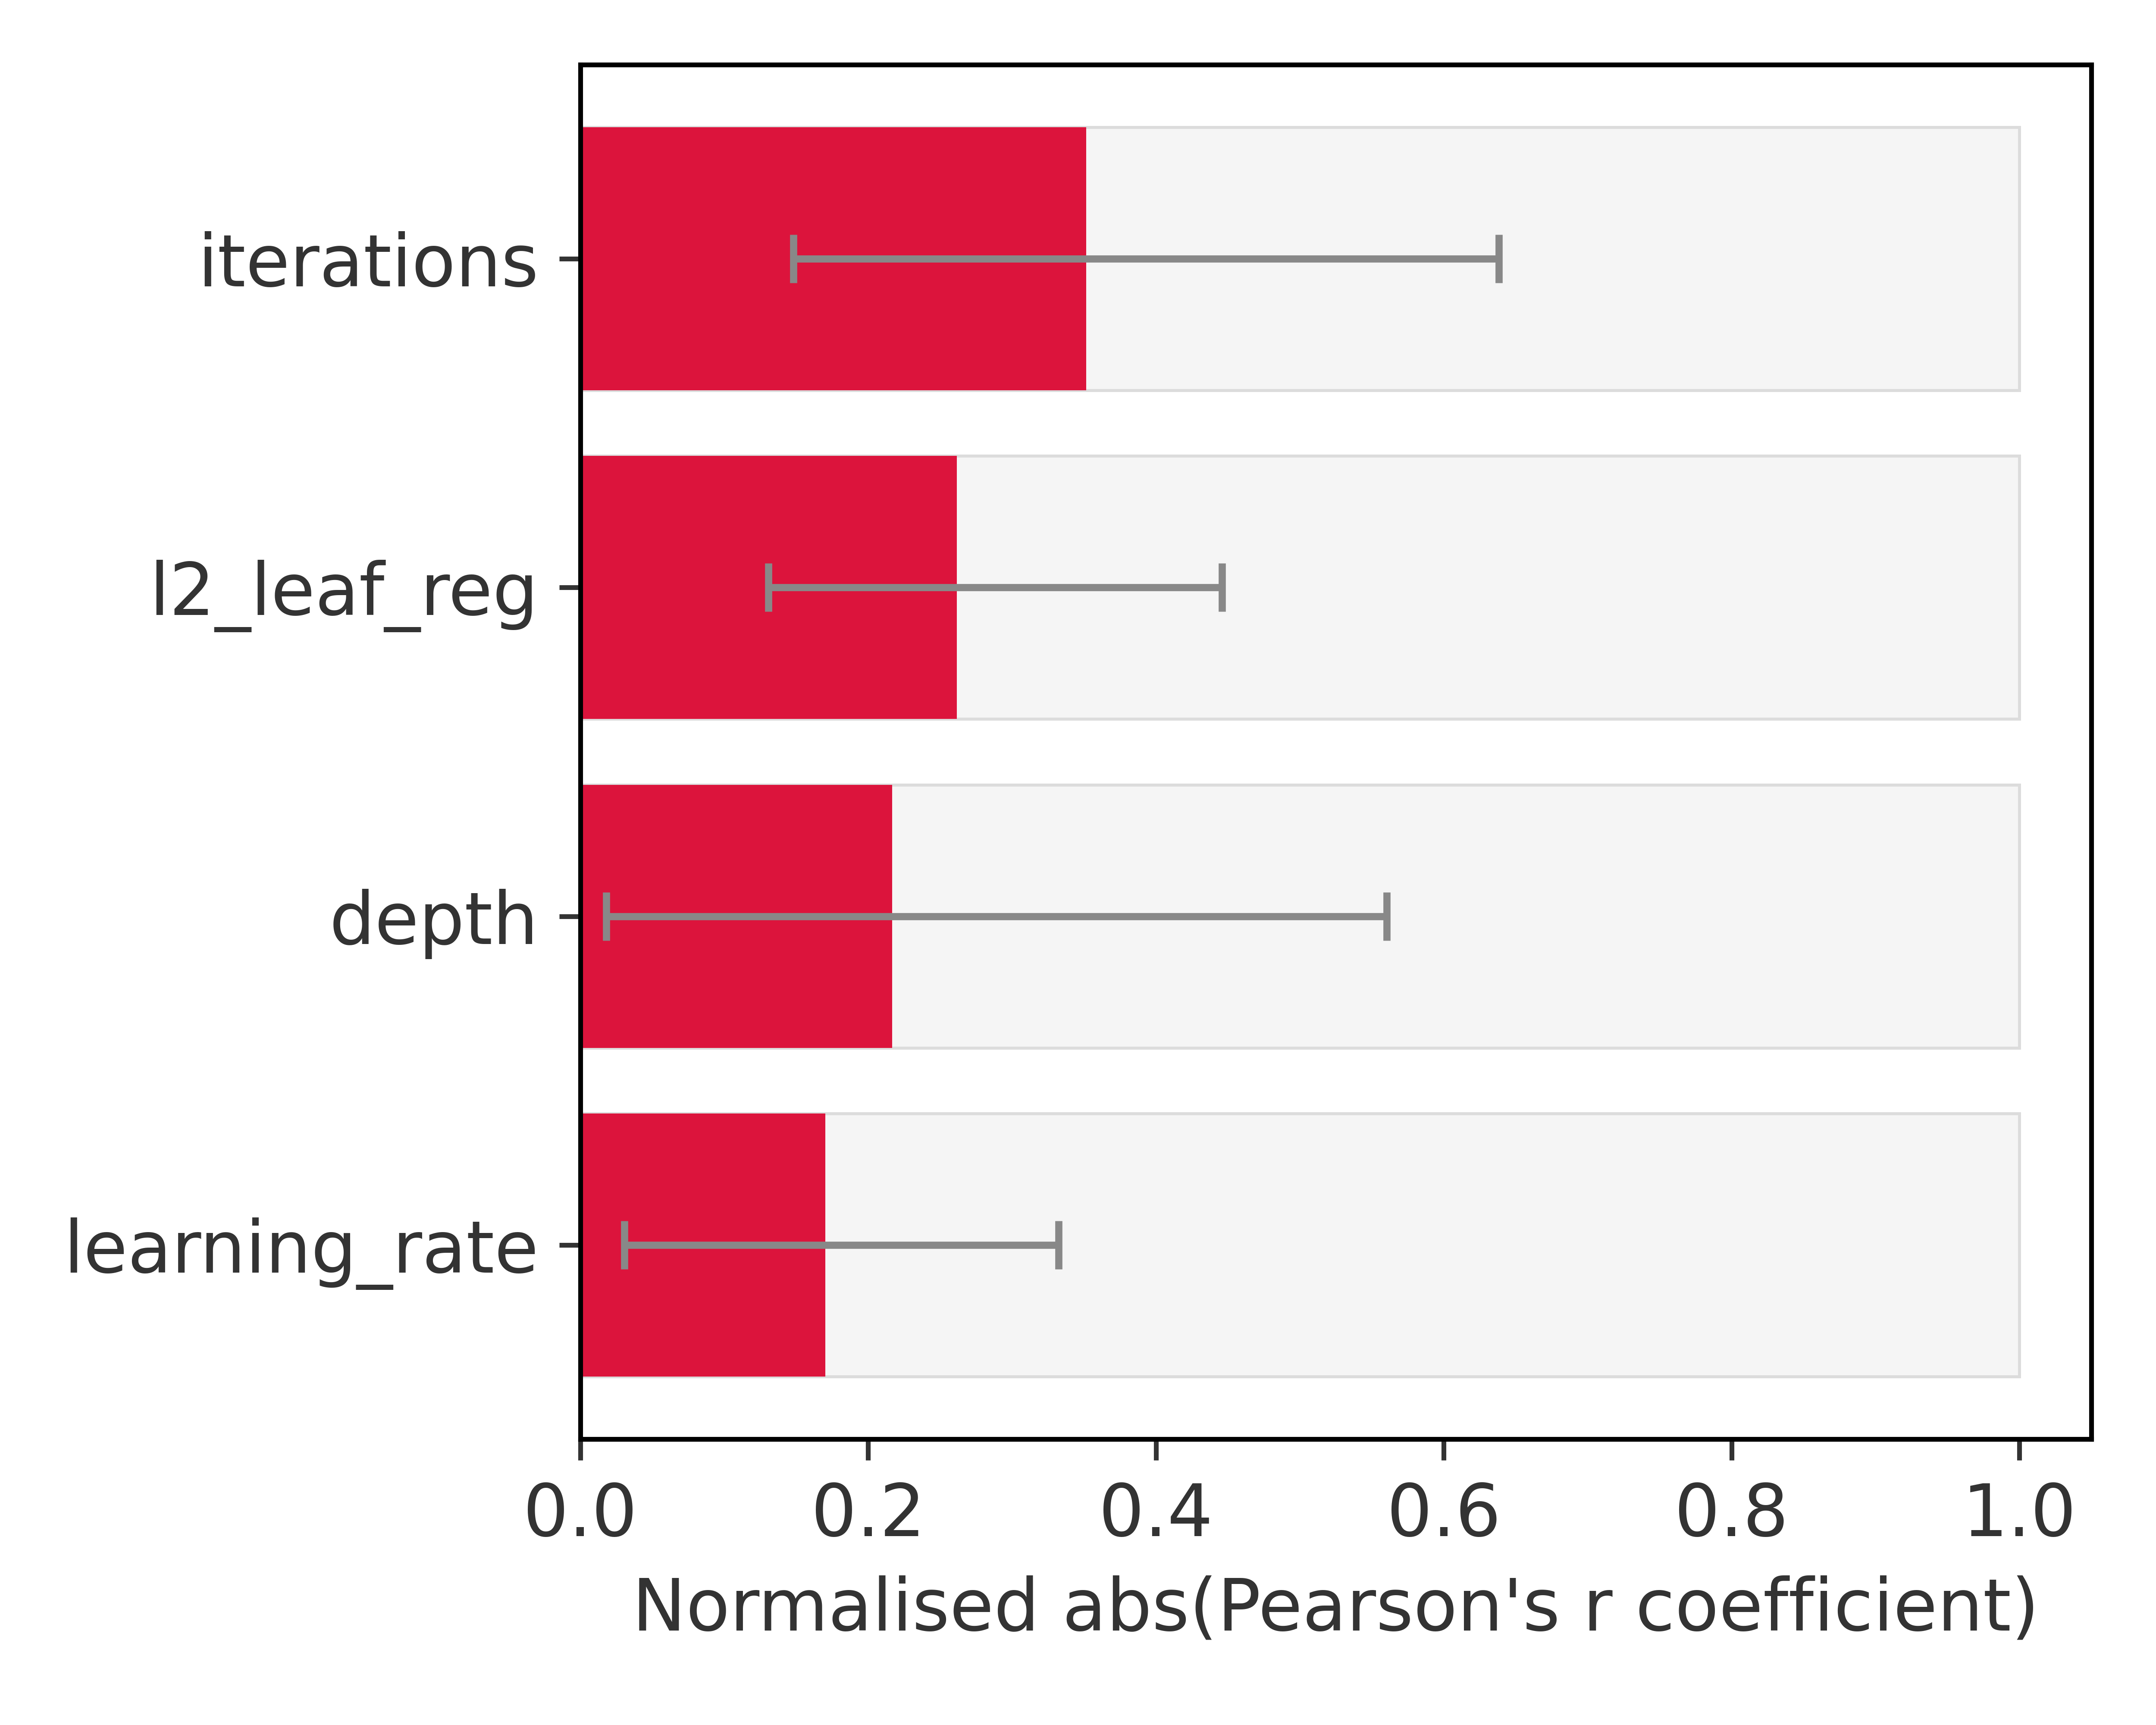 iterations
l2_leaf_reg
depth
learning_rate
0.0 0.2 0.4 0.6 0.8 1.0
Normalised abs(Pearson's r coefficient)